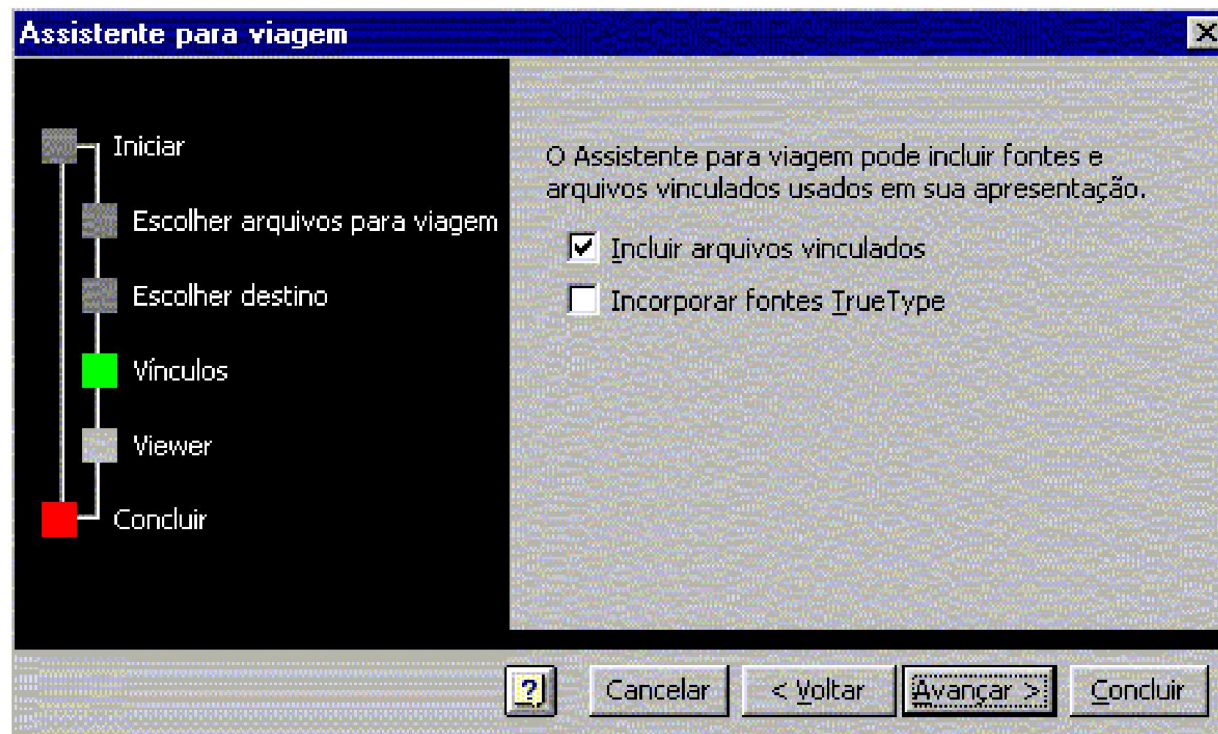 Assistente para viagem
Iniciar
Escolher arquivos para viagem
Escolher destino
Vínculos
Viewer
Concluir
O Assistente para viagem pode incluir fontes e
arquivos vinculados usados em sua apresentação.
Incluir arquivos vinculados
Incorporar fontes TrueType
? Cancelar < Voltar Avançar > Concluir